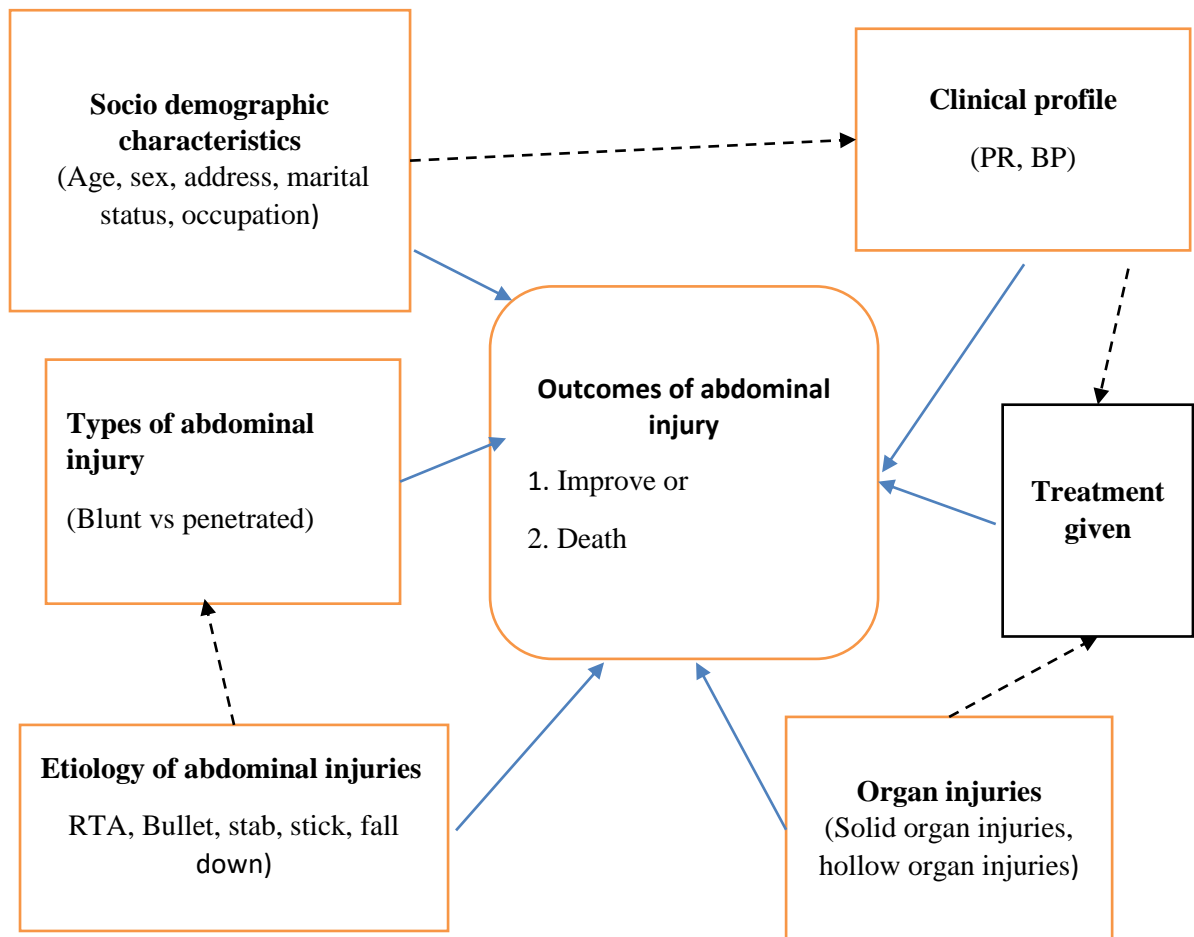 Socio demographic
characteristics
(Age, sex, address, marital
status, occupation)
Clinical profile
(PR, BP)
Types of abdominal
injury
(Blunt vs penetrated)
Outcomes of abdominal
injury
1. Improve or
2. Death
Treatment
given
Etiology of abdominal injuries
RTA, Bullet, stab, stick, fall
down)
Organ injuries
(Solid organ injuries,
hollow organ injuries)